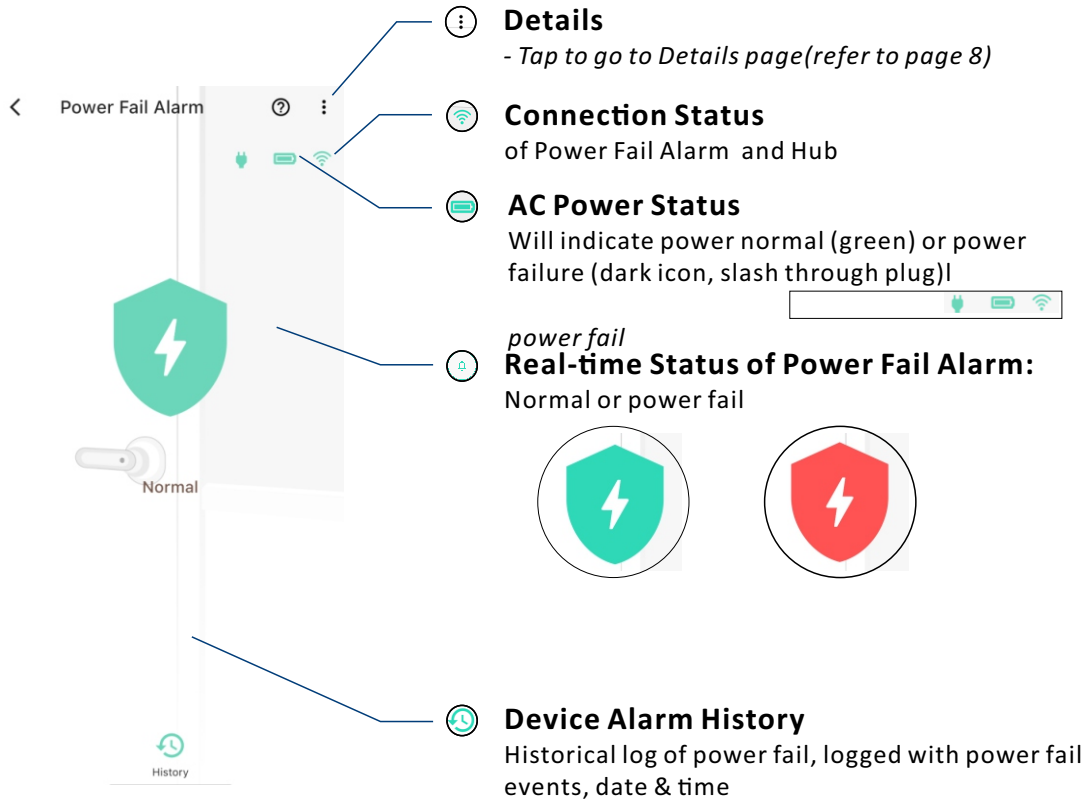 Details
- Tap to go to Details page(refer to page 8)
Power Fail Alarm
Connection Status
of Power Fail Alarm  and Hub
AC Power Status
Will indicate power normal (green) or power
failure (dark icon, slash through plug)l
power fail
Real-time Status of Power Fail Alarm:
Normal or power fail
Normal
Device Alarm History
Historical log of power fail, logged with power fail
events, date & time
History